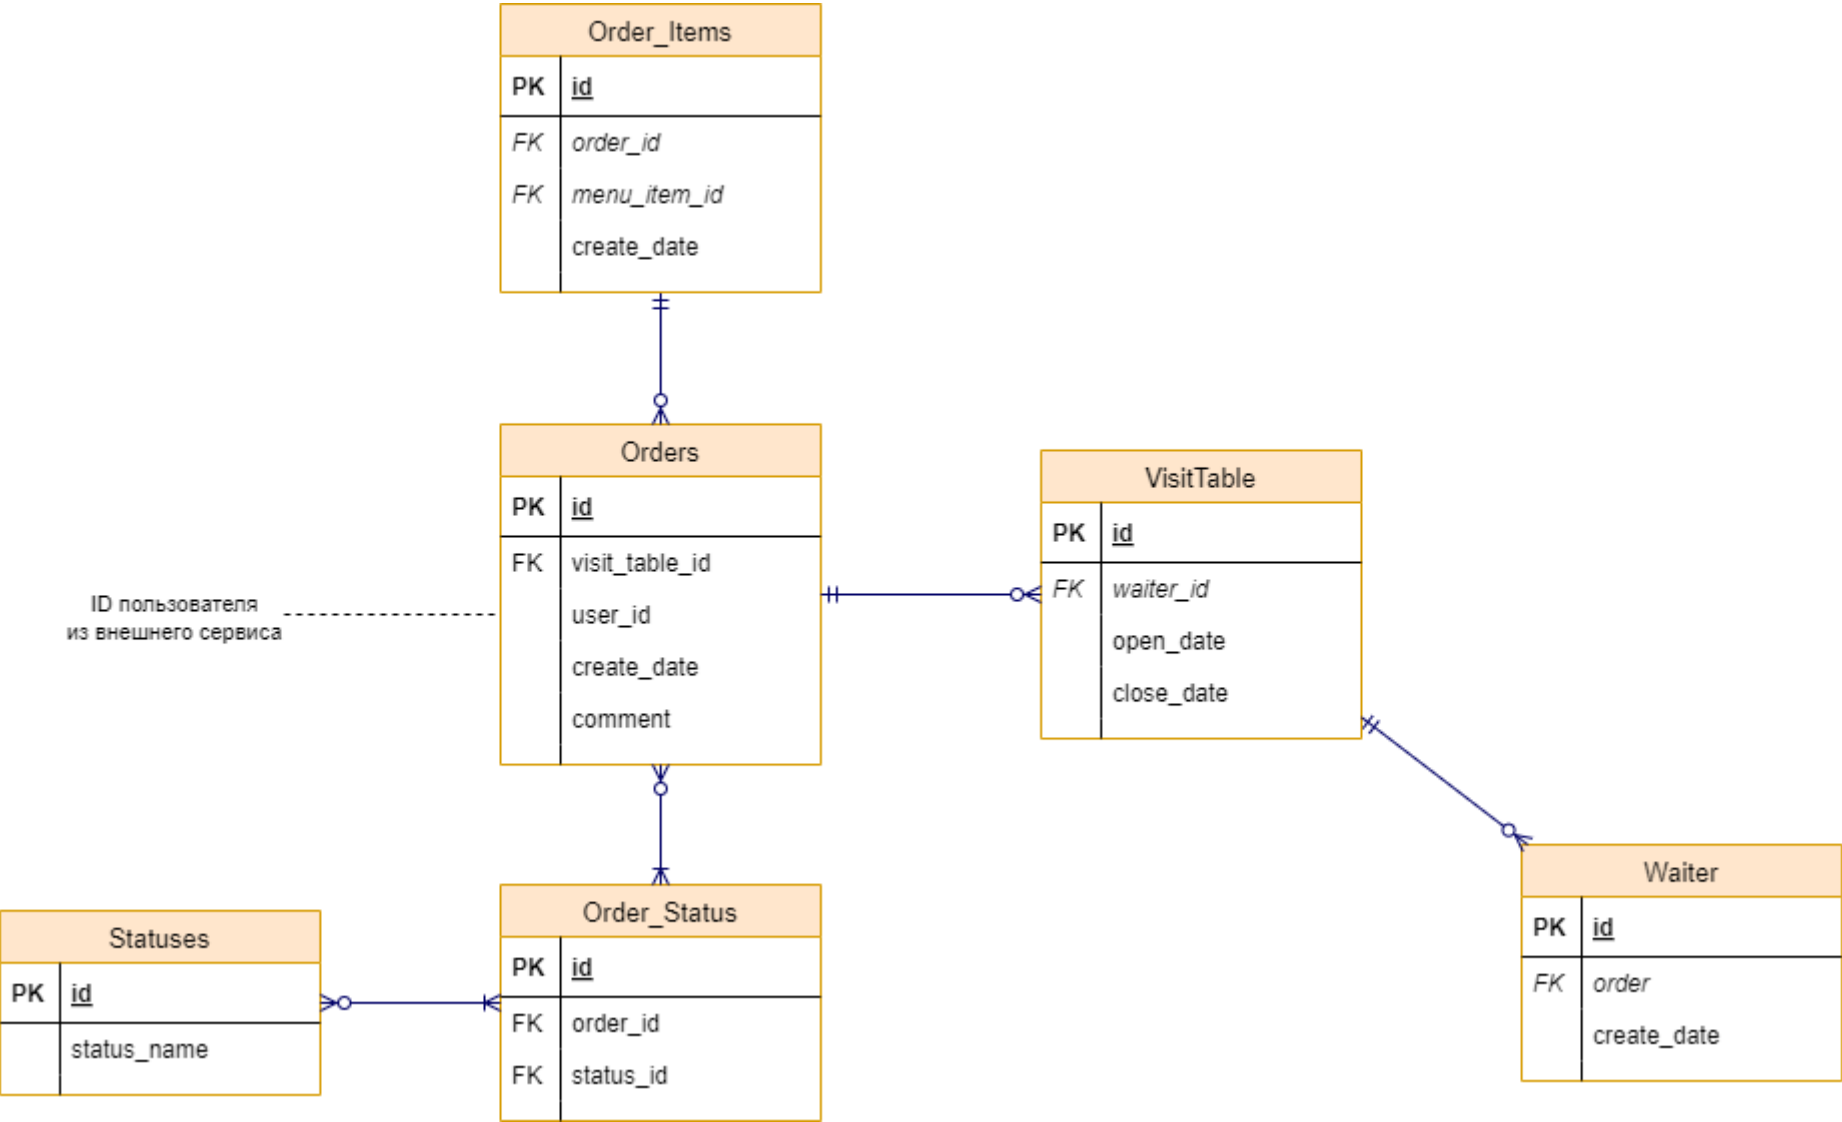 Order_Items
PK id
FK order_id
FK menu_item_id
create_date
Orders
PK id
FK visit_table_id
user_id
create_date
comment
ID пользователя
из внешнего сервиса
VisitTable
PK id
FK waiter_id
open_date
close_date
Waiter
PK id
FK order
create_date
Order_Status
PK id
FK order_id
FK status_id
Statuses
PK id
status_name